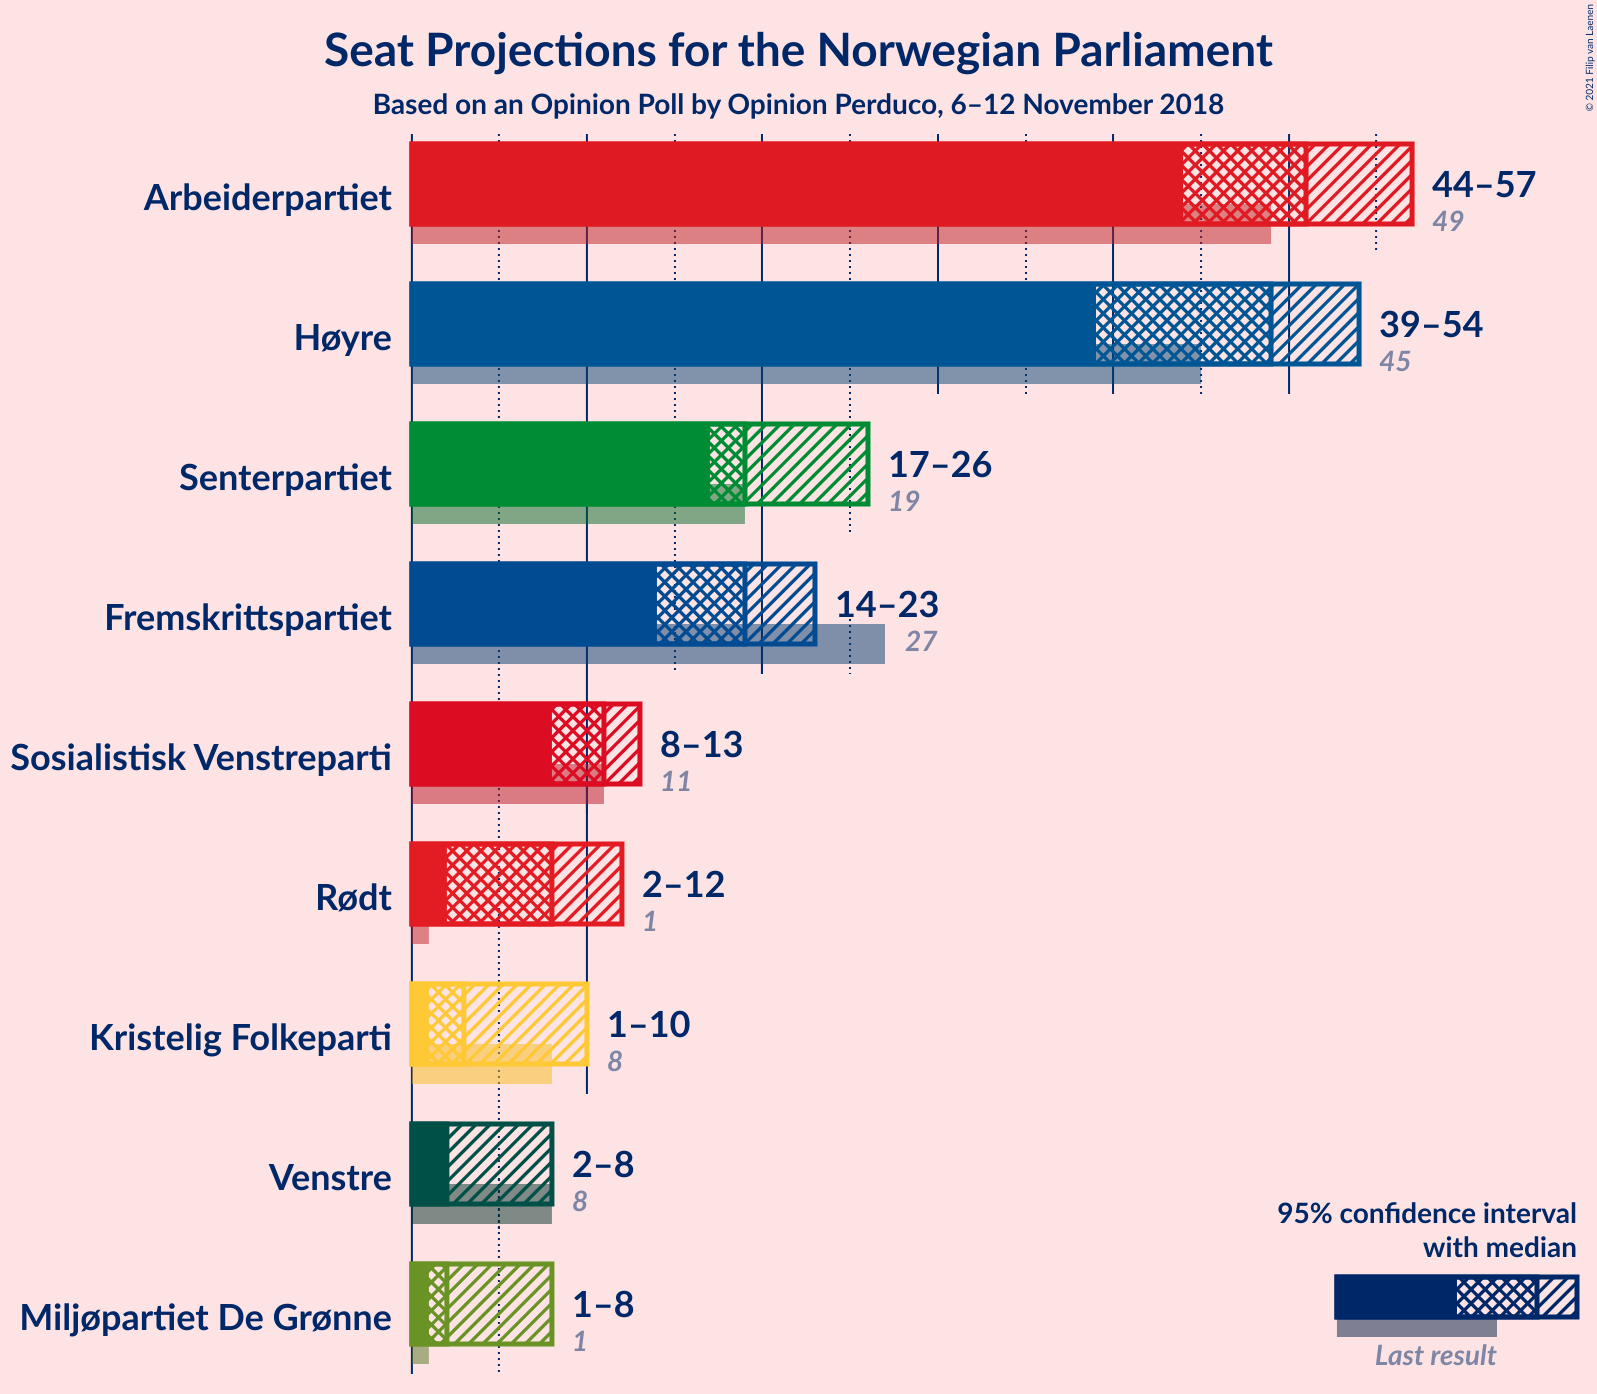 Seat Projections for the Norwegian Parliament
Based on an Opinion Poll by Opinion Perduco, 6–12 November 2018
© 2021 Filip van Laenen
Arbeiderpartiet
44–57
49
Høyre
39–54
45
Senterpartiet
17–26
19
Fremskrittspartiet
14–23
27
Sosialistisk Venstreparti
8–13
11
Rødt
2–12
1
Kristelig Folkeparti
1–10
8
Venstre
2–8
8
Miljøpartiet De Grønne
1–8
1
95% confidence interval
with median
Last result